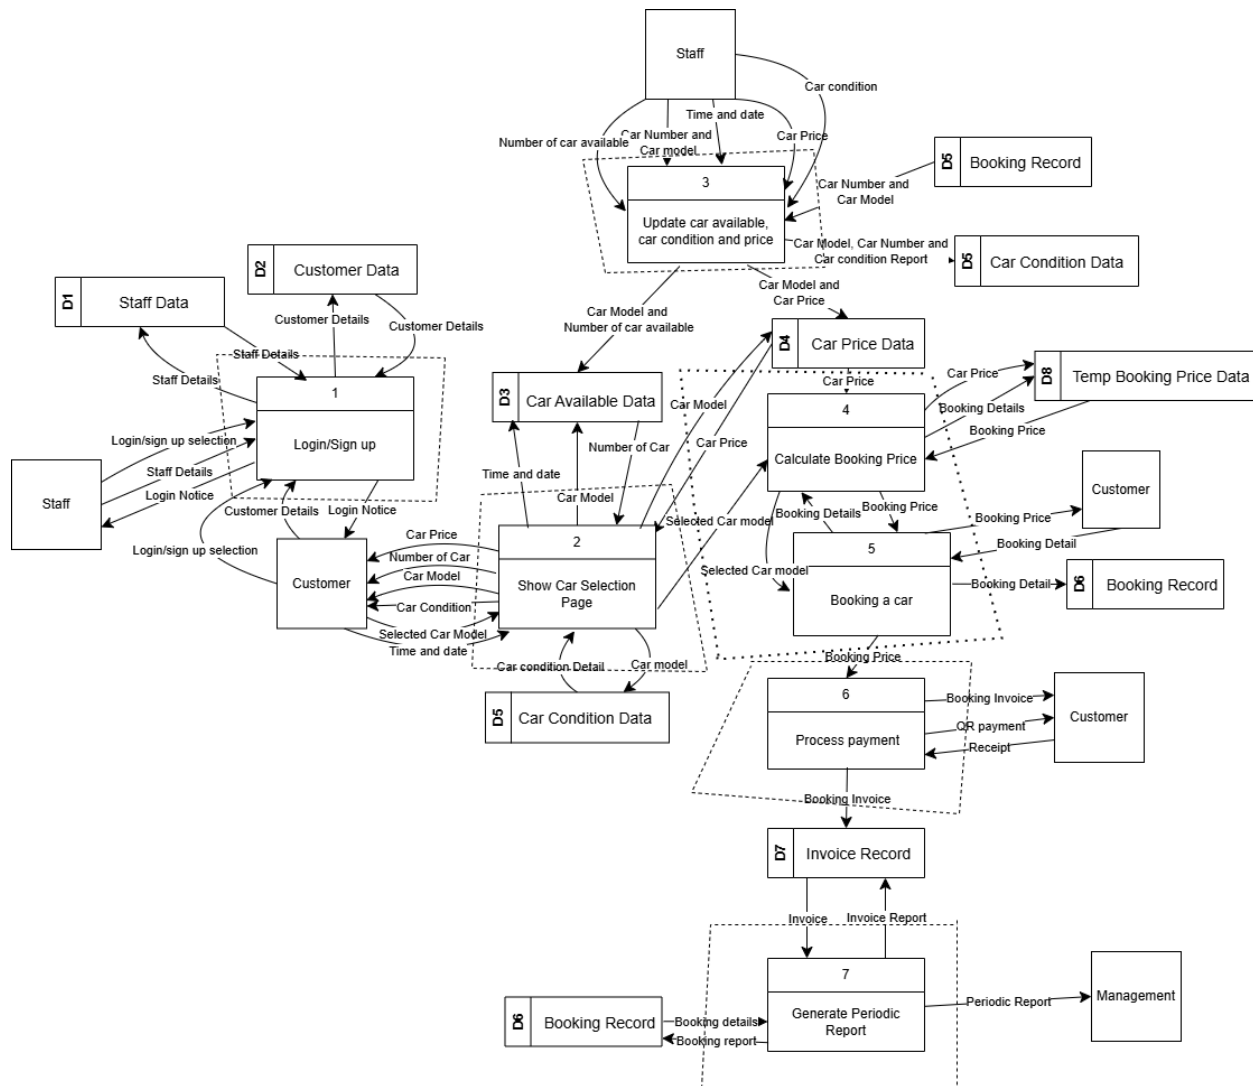 Staff
Car condition
Time and date
Number of car available
Car Number and
Car model
Car Price
3
Update car available,
car condition and price
D5
Booking Record
Car Number and
Car Model
Car Model, Car Number and
Car condition Report
D5
Car Condition Data
D2
Customer Data
D1
Staff Data
Customer Details
Customer Details
Staff Details
Staff Details
Car Model and
Number of car available
Car Model and
Car Price
D4
Car Price Data
1
Login/Sign up
Login/sign up selection
Staff Details
Login Notice
Staff
Customer Details
Login Notice
Login/sign up selection
Customer
D3
Car Available Data
Car Model
Car Price
Number of Car
Time and date
Car Model
Car Price
4
Calculate Booking Price
Car Price
D8
Temp Booking Price Data
Booking Details
Booking Price
Selected Car model
Car Price
Number of Car
Car Model
Car Condition
Selected Car Model
Time and date
2
Show Car Selection
Page
Car condition Detail
Car model
D5
Car Condition Data
Booking Details
Booking Price
Selected Car model
5
Booking a car
Booking Price
Customer
Booking Detail
Booking Detail
D6
Booking Record
Booking Price
6
Process payment
Booking Invoice
QR payment
Receipt
Customer
Booking Invoice
D7
Invoice Record
Invoice
Invoice Report
7
Generate Periodic
Report
D6
Booking Record
Booking details
Booking report
Periodic Report
Management